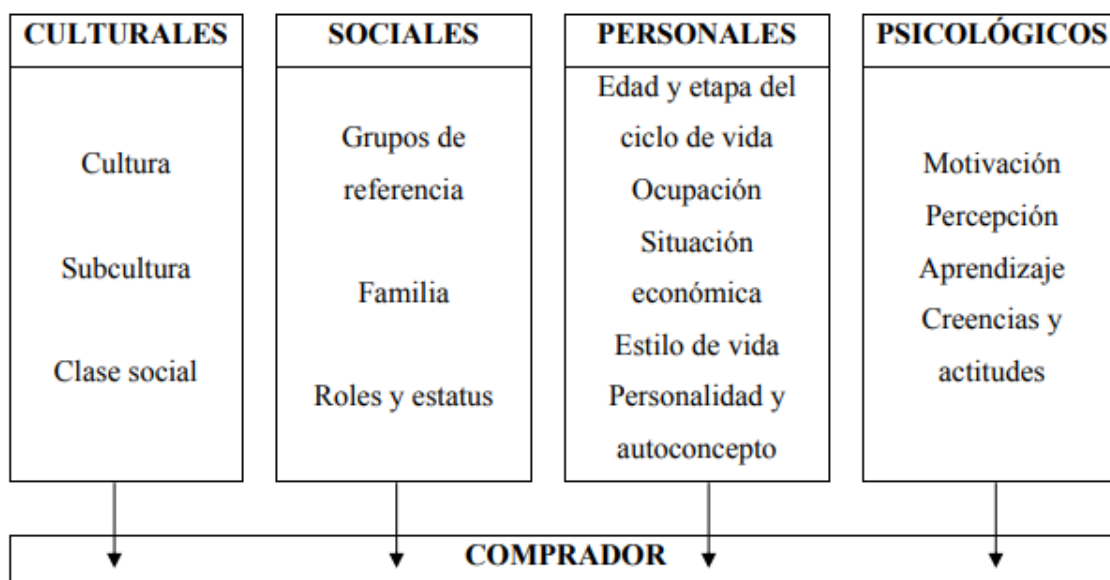 CULTURALES
Cultura
Subcultura
Clase social
SOCIALES
Grupos de
referencia
Familia
Roles y estatus
PERSONALES
Edad y etapa del
ciclo de vida
Ocupación
Situación
económica
Estilo de vida
Personalidad y
autoconcepto
PSICOLÓGICOS
Motivación
Percepción
Aprendizaje
Creencias y
actitudes
COMPRADOR